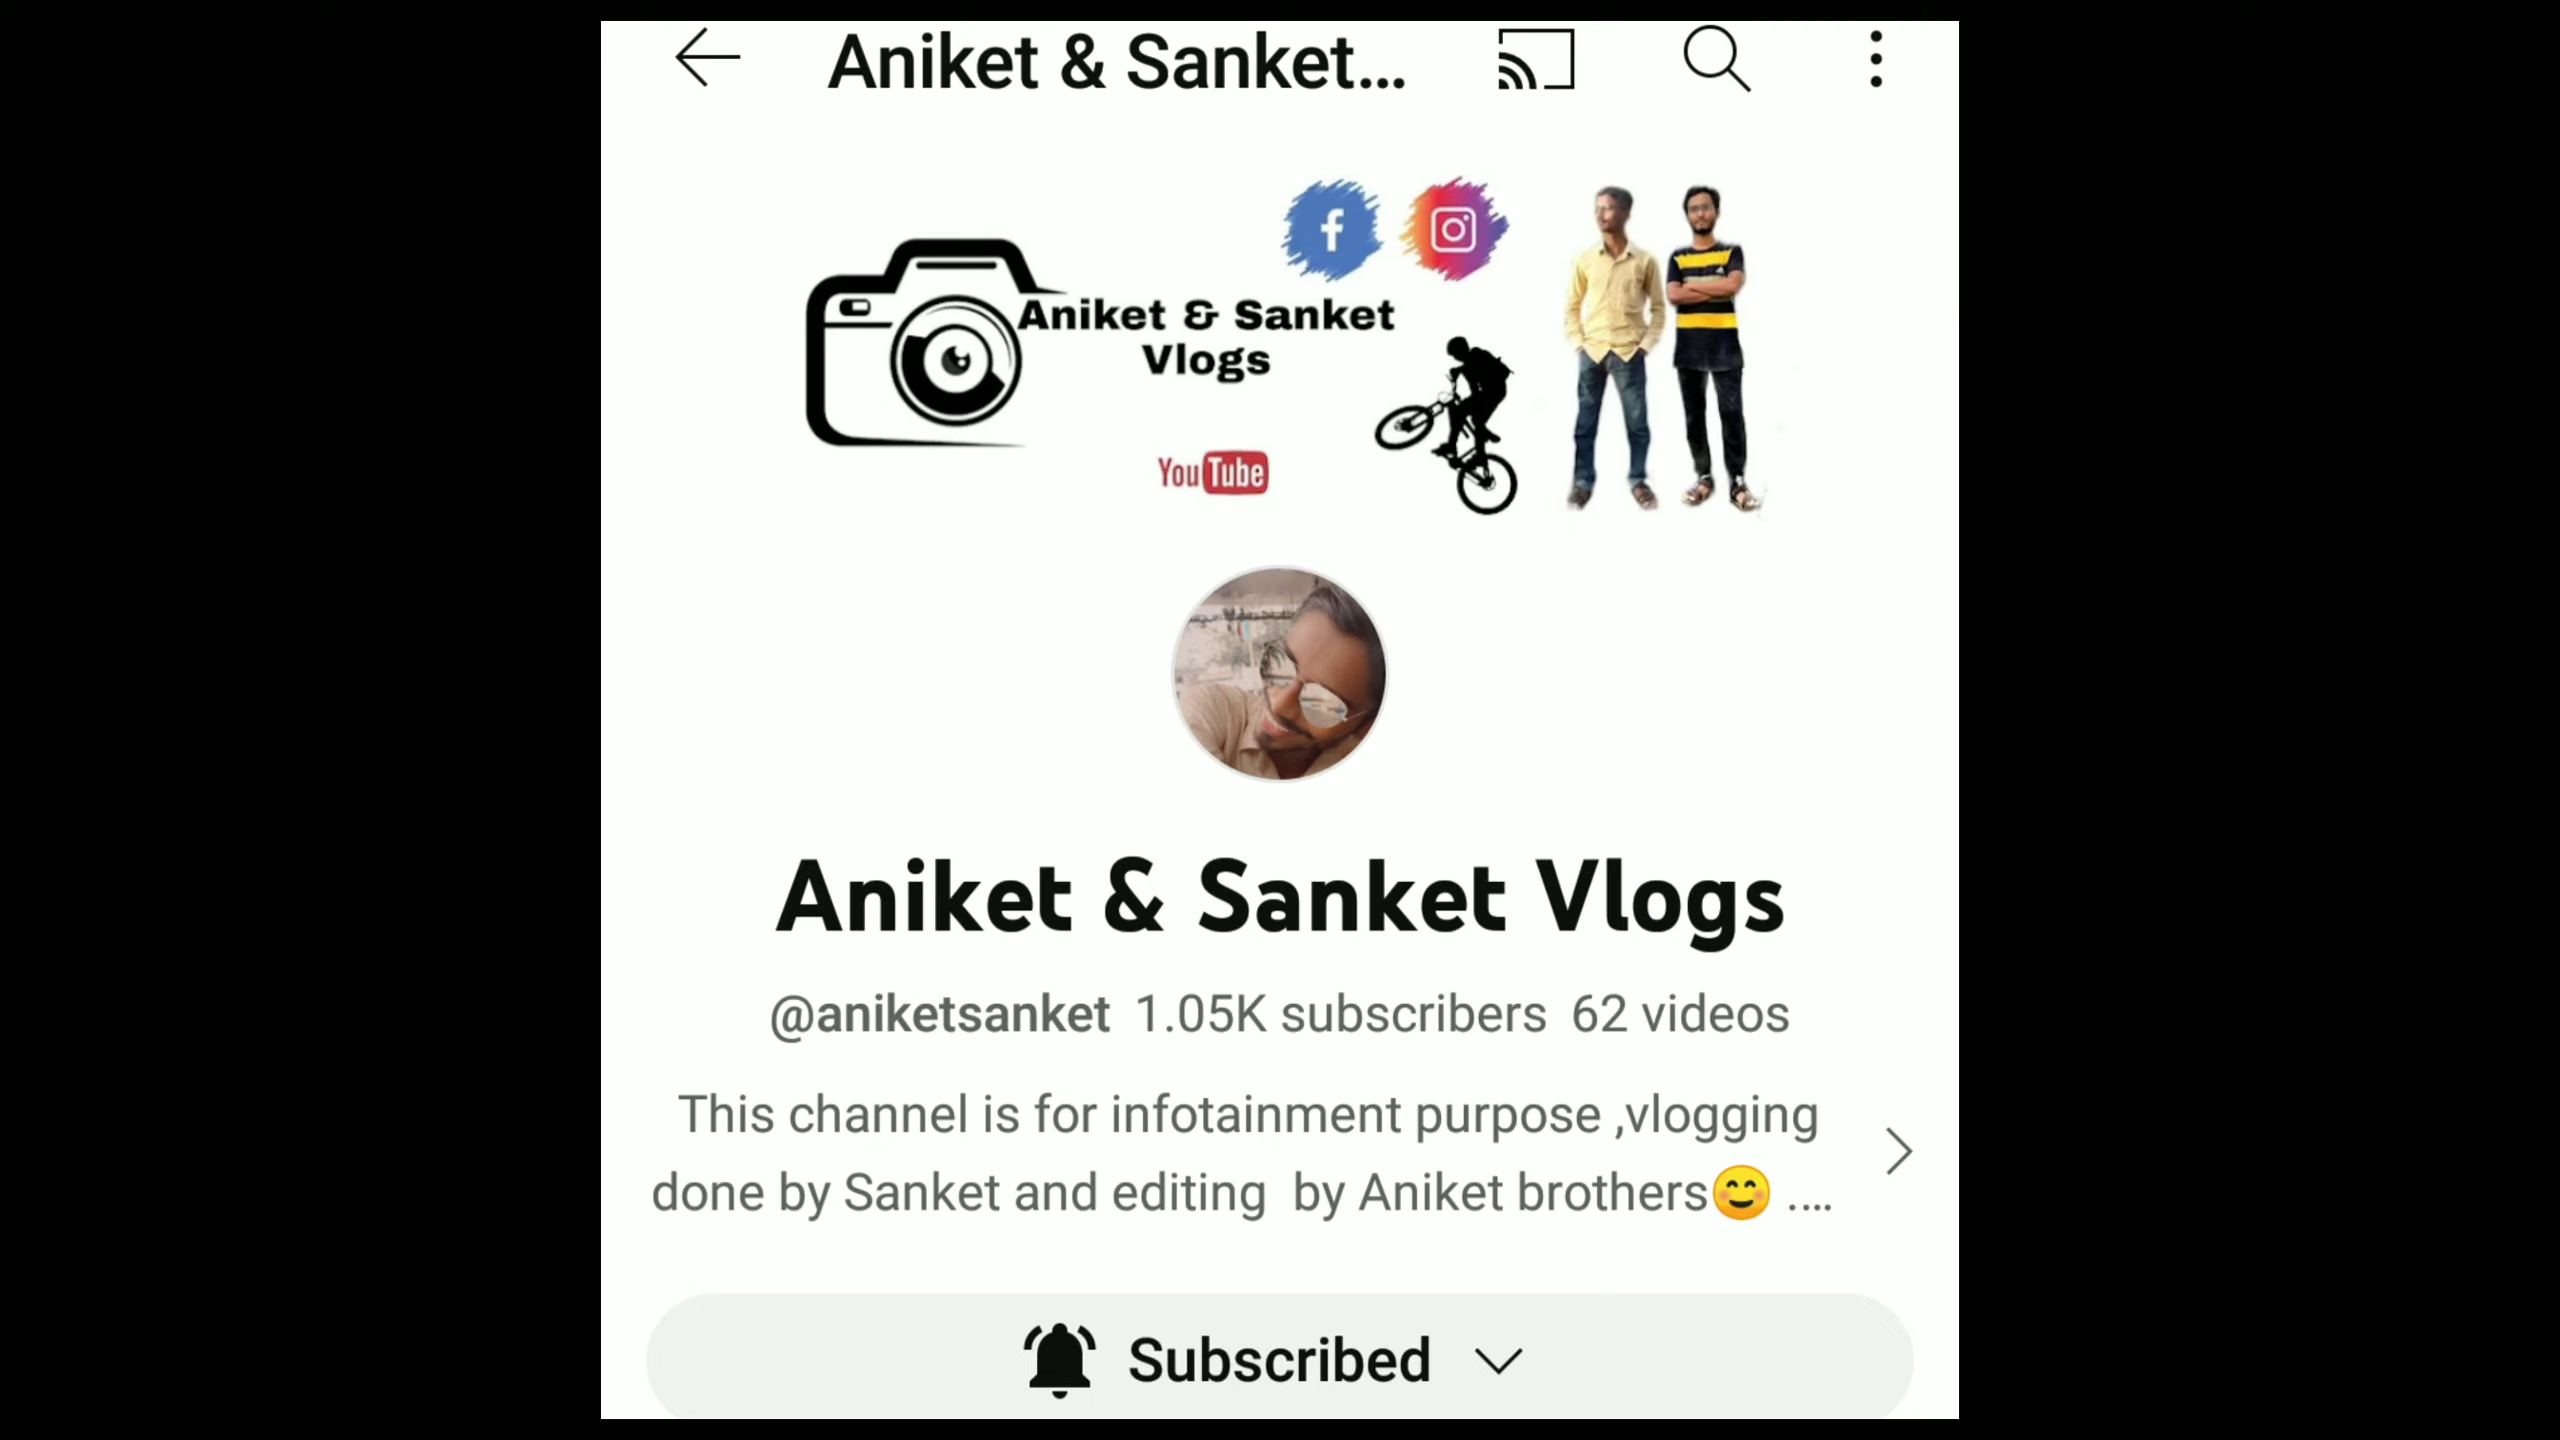 Aniket & Sanket...
f
Aniket & Sanket
Vlogs
YouTube
Aniket & Sanket Vlogs
@aniketsanket 1.05K subscribers 62 videos
This channel is for infotainment purpose ,vlogging
done by Sanket and editing  by Aniket brothers😊 ....
Subscribed